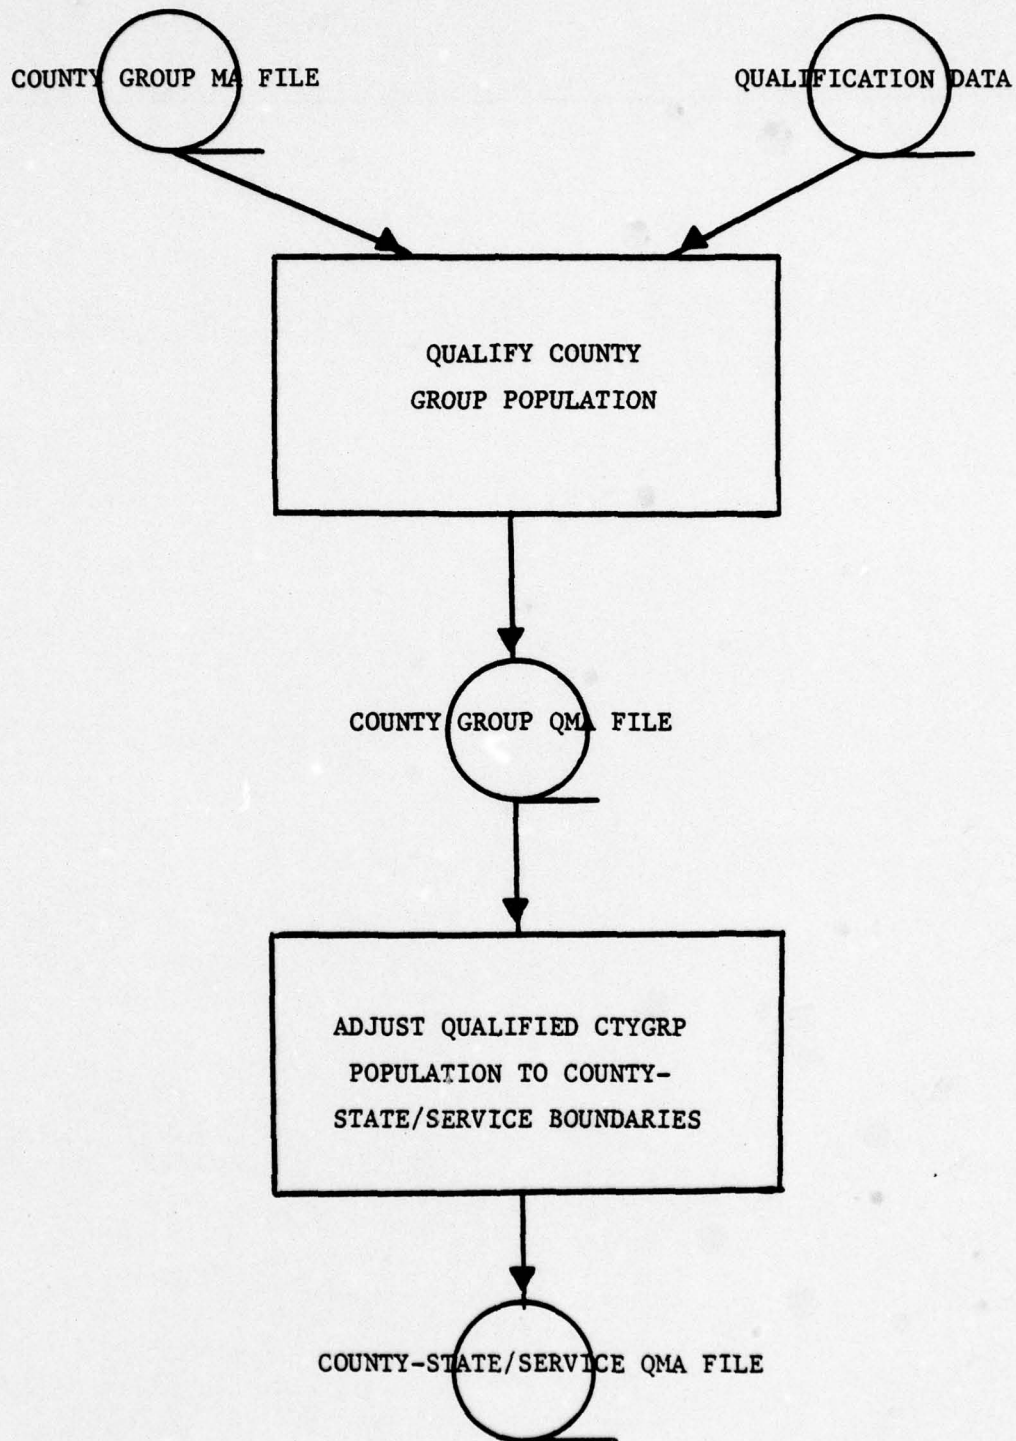 COUNTY GROUP MA FILE
QUALIFICATION DATA
QUALIFY COUNTY
GROUP POPULATION
COUNTY GROUP QMA FILE
ADJUST QUALIFIED CTYGRP
POPULATION TO COUNTY-
STATE/SERVICE BOUNDARIES
COUNTY-STATE/SERVICE QMA FILE